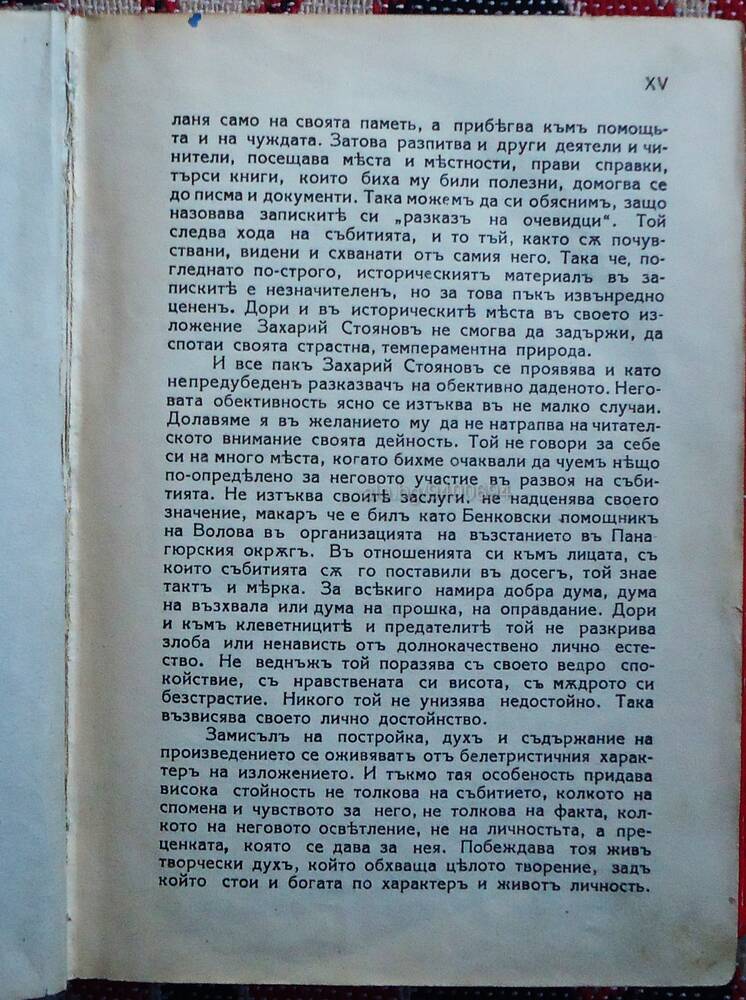 XV
ланя само на своята паметь, а прибѣгва къмъ помощь-
та и на чуждата. Затова разпитва и други деятели и чи-
нители, посещава мѣста и мѣстности, прави справки,
търси книги, които биха му били полезни, домогва се
до писма и документи. Така можемъ да си обяснимъ, защо
назовава запискитѣ си „разказъ на очевидци“. Той
следва хода на събитията, и то тъй, както сѫ почув-
ствани, видени и схванати отъ самия него. Така че, по-
гледнато по-строго, историческиятъ материалъ въ за-
пискитѣ е незначителенъ, но за това пъкъ извънредно
цененъ. Дори и въ историческитѣ мѣста въ своето из-
ложение Захарий Стояновъ не смогва да задържи, да
спотаи своята страстна, темпераментна природа.
И все пакъ Захарий Стояновъ се проявява и като
непредубеденъ разказвачъ на обективно даденото. Него-
вата обективность ясно се изтъква въ не малко случаи.
Долавяме я въ желанието му да не натрапва на читател-
ското внимание своята дейность. Той не говори за себе
си на много мѣста, когато бихме очаквали да чуемъ нѣщо
по-опредѣлено за неговото участие въ развоя на съби-
тията. Не изтъква своитѣ заслуги. не надценява своето
значение, макаръ че е билъ като Бенковски помощникъ
на Волова въ организацията на възстанието въ Пана
гюрския окрѫгъ. Въ отношенията си къмъ лицата, съ
които събитията сѫ го поставили въ досегъ, той знае
тактъ и мѣрка. За всѣкиго намира добра дума, дума
на възхвала или дума на прошка, на оправдание. Дори
и къмъ клеветницитѣ и предателитѣ той не разкрива
злоба или ненависть отъ долнокачествено лично есте-
ство. Не веднъжъ той поразява съ своето ведро спо-
койствие, съ нравствената си висота, съ мѫдрото си
безстрастие. Никого той не унизява недостойно. Така
възвисява своето лично достойнство.
Замисълъ на постройка, духъ и съдържание на
произведението се оживяватъ отъ белетристичния харак-
теръ на изложението. И тъкмо тая особеность придава
висока стойность не толкова на събитието, колкото на
спомена и чувството за него, не толкова на факта, кол-
кото на неговото освѣтление, не на личностьта, а пре-
ценката, която се дава за нея. Побеждава тоя живъ
творчески духъ, който обхваща цѣлото творение, задъ
който стои и богата по характеръ и животъ личность.